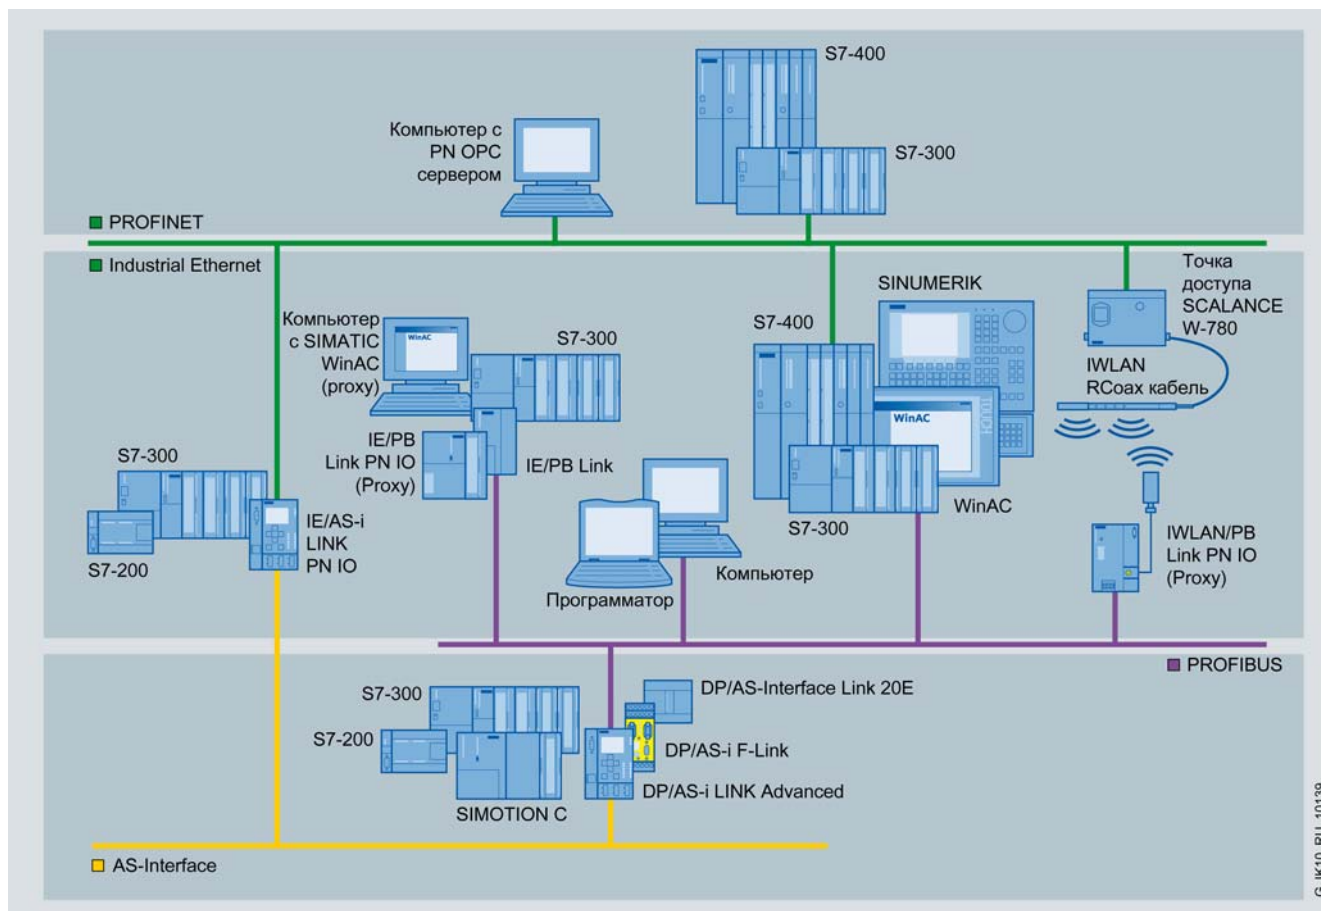 S7-400
Компьютер с
PN OPC
сервером
S7-300
PROFINET
Industrial Ethernet
Точка
доступа
SCALANCE
W-780
SINUMERIK
Компьютер
с SIMATIC
WinAC
(proxy)
WinAC
S7-300
S7-400
IWLAN
RCoax кабель
WinAC
TOUCH
IE/PB
Link PN IO
(Proxy)
IE/PB Link
S7-300
S7-200
IE/AS-i
LINK
PN IO
S7-300
WinAC
IWLAN/PB
Link PN IO
(Proxy)
Компьютер
Программатор
PROFIBUS
S7-300
S7-200
DP/AS-Interface Link 20E
DP/AS-i F-Link
DP/AS-i LINK Advanced
SIMOTION C
AS-Interface
G_IK10_RU_10139